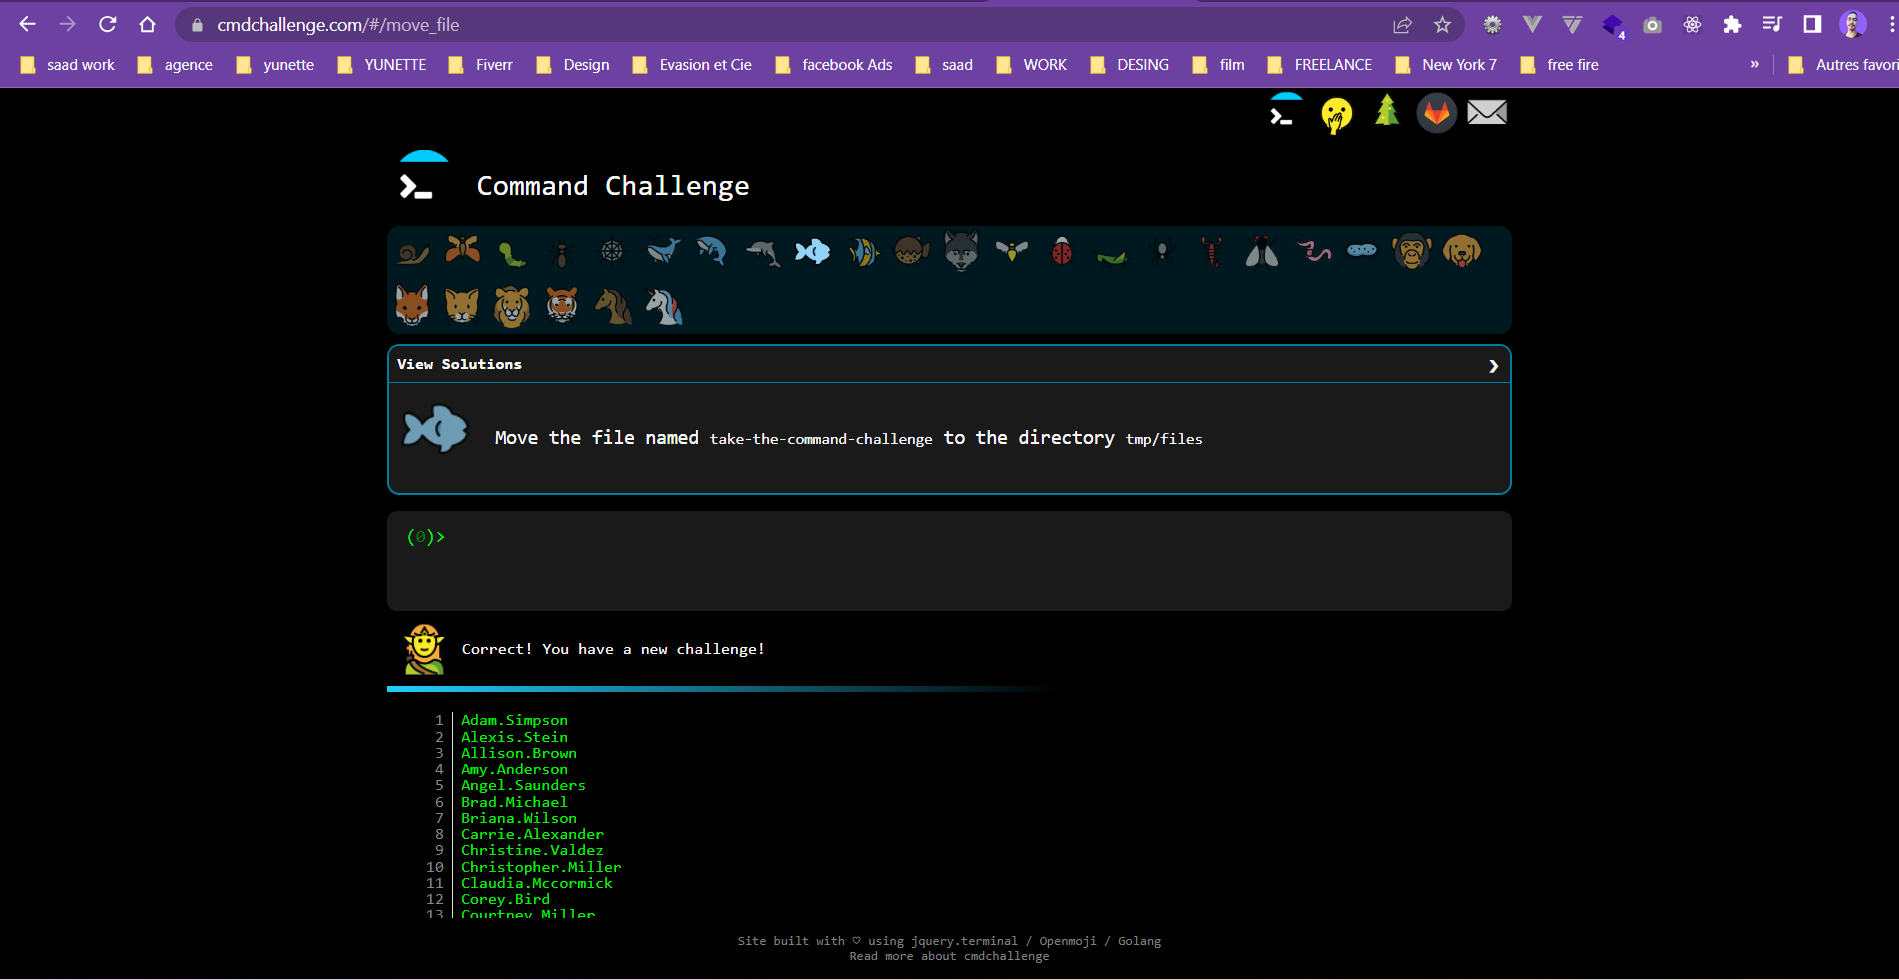 cmdchallenge.com/#/move_file
4
saad work agence yunette YUNETTE Fiverr Design Evasion et Cie facebook Ads saad WORK DESING film FREELANCE New York 7 free fire » Autres favori
Command Challenge
View Solutions
Move the file named take-the-command-challenge to the directory tmp/files
(0)>
Correct! You have a new challenge!
1 Adam.Simpson
2 Alexis.Stein
3 Allison.Brown
4 Amy.Anderson
5 Angel.Saunders
6 Brad.Michael
7 Briana.Wilson
8 Carrie.Alexander
9 Christine.Valdez
10 Christopher.Miller
11 Claudia.Mccormick
12 Corey.Bird
13 Courtney.Miller
Site built with ♡ using jquery.terminal / Openmoji / Golang
Read more about cmdchallenge